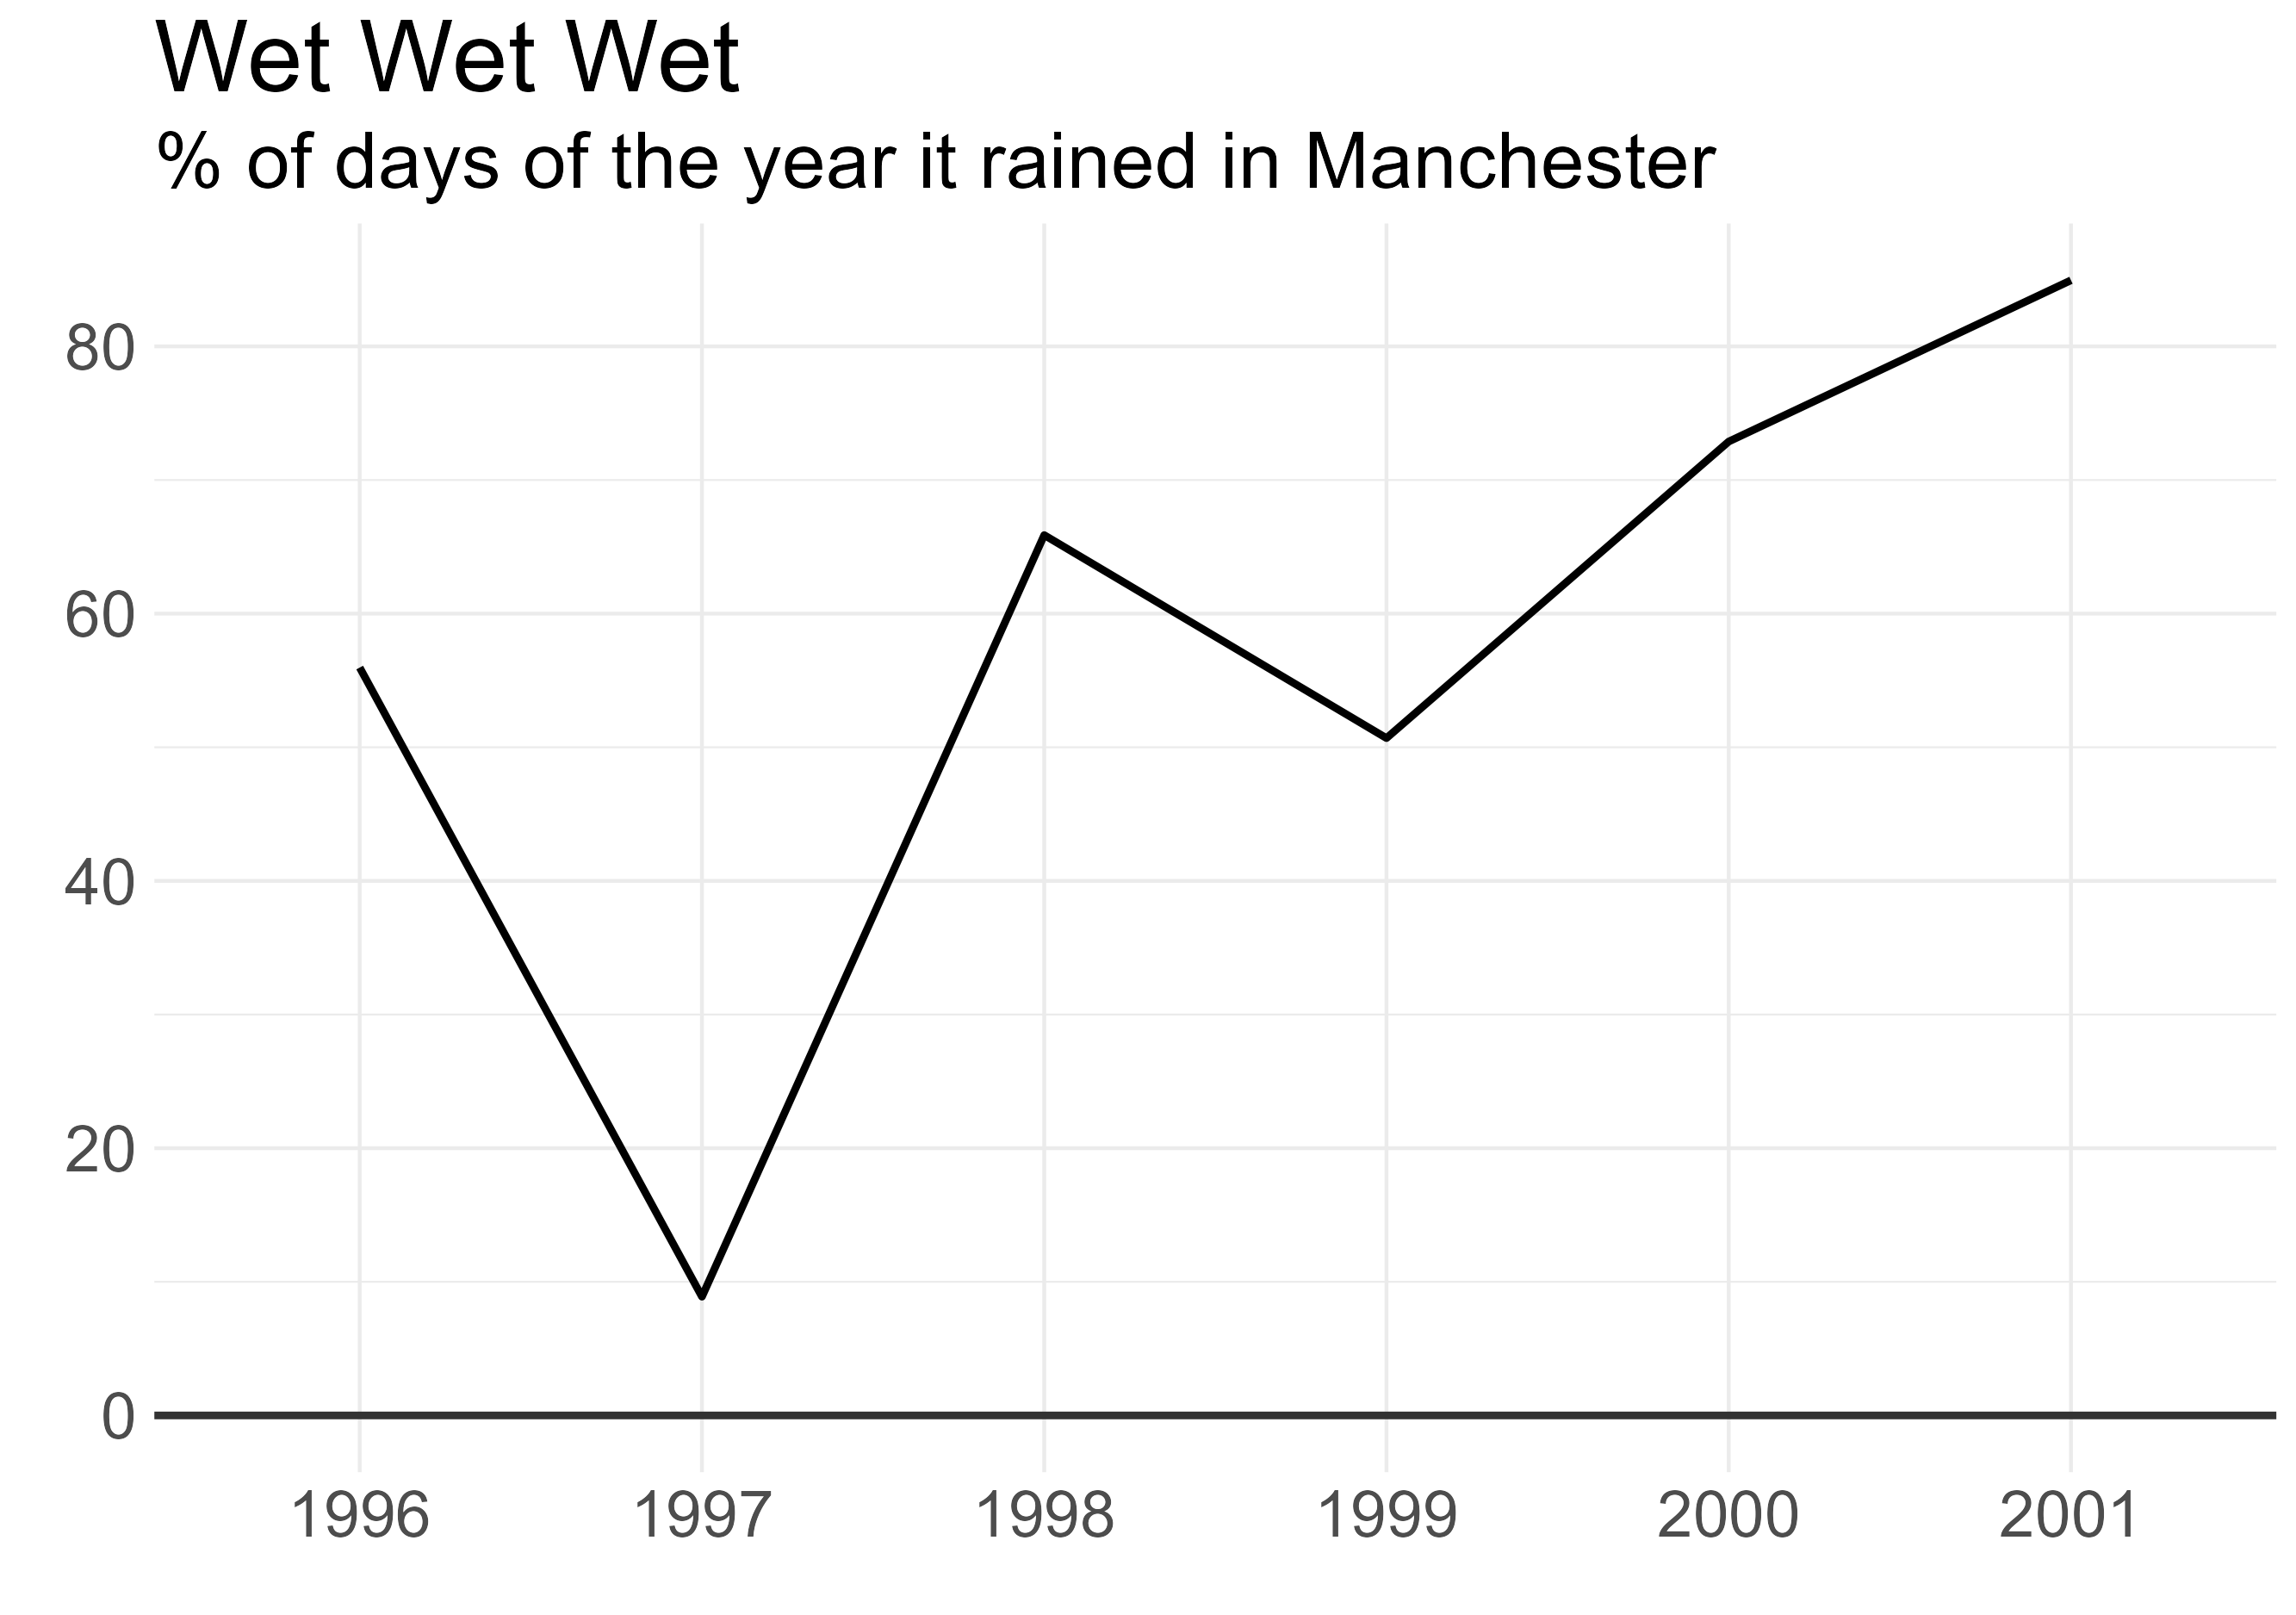 Wet Wet Wet
% of days of the year it rained in Manchester
80
60
40
20
0
1996 1997 1998 1999 2000 2001